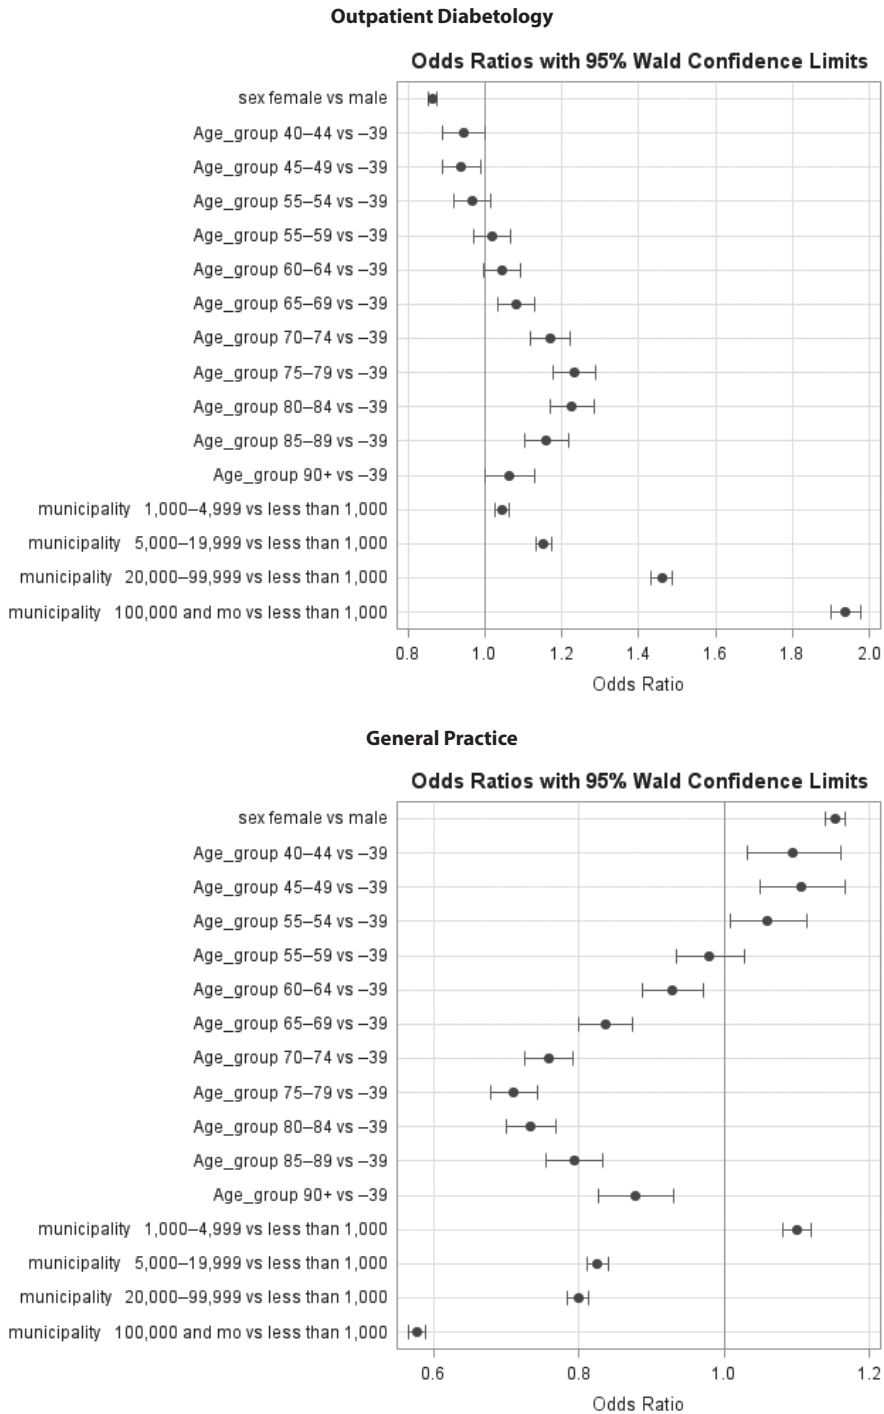 Outpatient Diabetology
Odds Ratios with 95% Wald Confidence Limits
sex female vs male
Age_group 40–44 vs –39
Age_group 45–49 vs –39
Age_group 55–54 vs –39
Age_group 55–59 vs –39
Age_group 60–64 vs –39
Age_group 65–69 vs –39
Age_group 70–74 vs –39
Age_group 75–79 vs –39
Age_group 80–84 vs –39
Age_group 85–89 vs –39
Age_group 90+ vs –39
municipality 1,000–4,999 vs less than 1,000
municipality 5,000–19,999 vs less than 1,000
municipality 20,000–99,999 vs less than 1,000
municipality 100,000 and mo vs less than 1,000
0.8 1.0 1.2 1.4 1.6 1.8 2.0
Odds Ratio
General Practice
Odds Ratios with 95% Wald Confidence Limits
sex female vs male
Age_group 40–44 vs –39
Age_group 45–49 vs –39
Age_group 55–54 vs –39
Age_group 55–59 vs –39
Age_group 60–64 vs –39
Age_group 65–69 vs –39
Age_group 70–74 vs –39
Age_group 75–79 vs –39
Age_group 80–84 vs –39
Age_group 85–89 vs –39
Age_group 90+ vs –39
municipality 1,000–4,999 vs less than 1,000
municipality 5,000–19,999 vs less than 1,000
municipality 20,000–99,999 vs less than 1,000
municipality 100,000 and mo vs less than 1,000
0.6 0.8 1.0 1.2
Odds Ratio